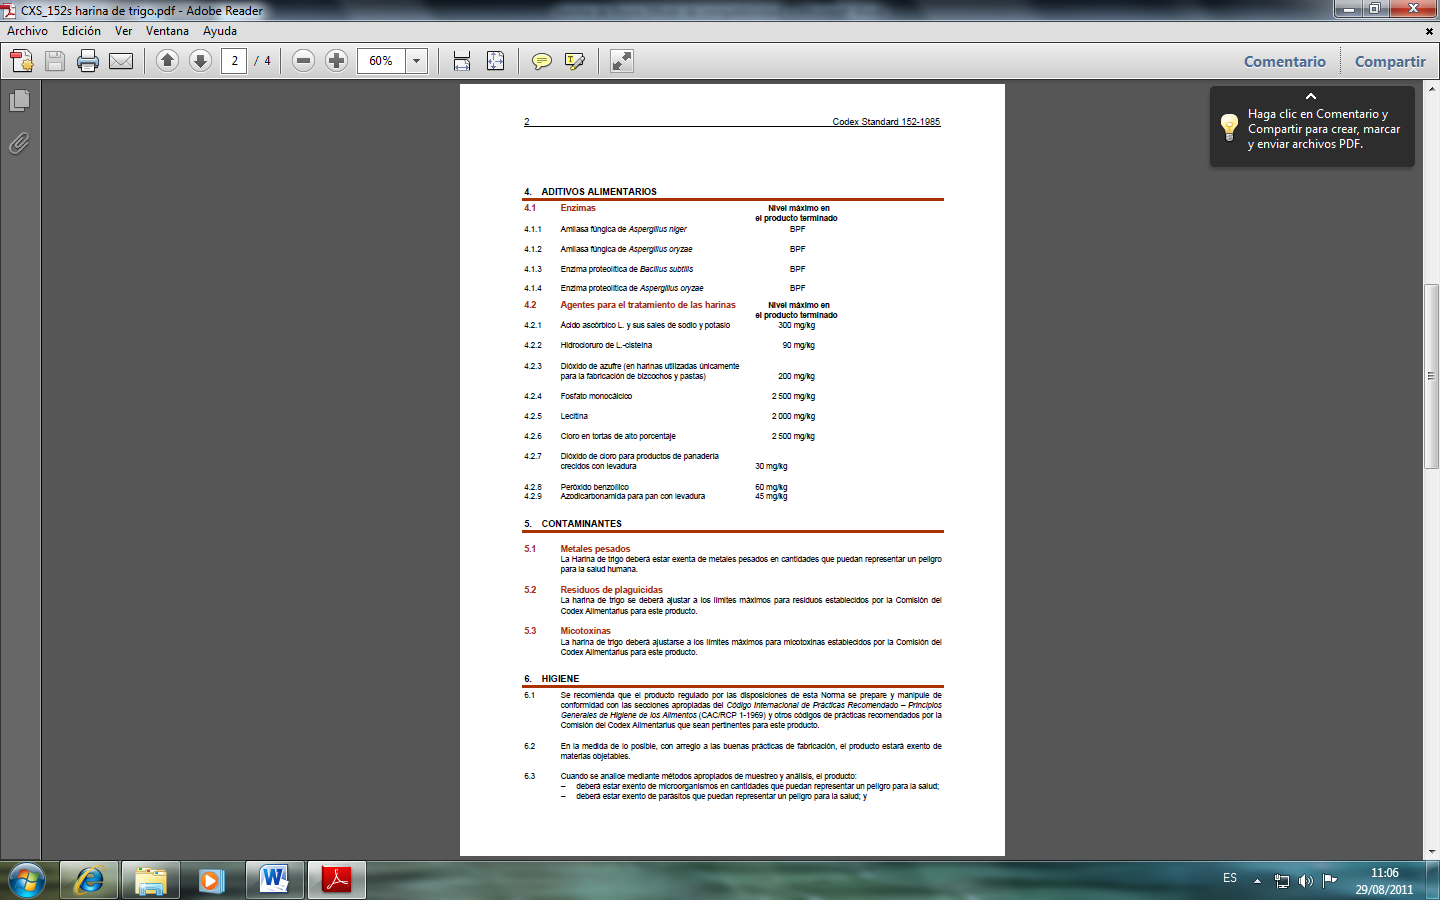 CXS_152s harina de trigo.pdf - Adobe Reader
Archivo Edición Ver Ventana Ayuda
2 / 4 60% Comentario Compartir
Haga clic en Comentario y
Compartir para crear, marcar
y enviar archivos PDF.
2 Codex Standard 152-1985
4. ADITIVOS ALIMENTARIOS
4.1 Enzimas Nivel máximo en
el producto terminado
4.1.1 Amilasa fúngica de Aspergillus niger BPF
4.1.2 Amilasa fúngica de Aspergillus oryzae BPF
4.1.3 Enzima proteolítica de Bacillus subtilis BPF
4.1.4 Enzima proteolítica de Aspergillus oryzae BPF
4.2 Agentes para el tratamiento de las harinas Nivel máximo en
el producto terminado
4.2.1 Ácido ascórbico L. y sus sales de sodio y potasio 300 mg/kg
4.2.2 Hidrocloruro de L.-cisteína 90 mg/kg
4.2.3 Dióxido de azufre (en harinas utilizadas únicamente
para la fabricación de bizcochos y pastas) 200 mg/kg
4.2.4 Fosfato monocálcico 2 500 mg/kg
4.2.5 Lecitina 2 000 mg/kg
4.2.6 Cloro en tortas de alto porcentaje 2 500 mg/kg
4.2.7 Dióxido de cloro para productos de panadería
crecidos con levadura 30 mg/kg
4.2.8 Peróxido benzoílico 60 mg/kg
4.2.9 Azodicarbonamida para pan con levadura 45 mg/kg
5. CONTAMINANTES
5.1 Metales pesados
La Harina de trigo deberá estar exenta de metales pesados en cantidades que puedan representar un peligro
para la salud humana.
5.2 Residuos de plaguicidas
La harina de trigo se deberá ajustar a los límites máximos para residuos establecidos por la Comisión del
Codex Alimentarius para este producto.
5.3 Micotoxinas
La harina de trigo deberá ajustarse a los límites máximos para micotoxinas establecidos por la Comisión del
Codex Alimentarius para este producto.
6. HIGIENE
6.1 Se recomienda que el producto regulado por las disposiciones de esta Norma se prepare y manipule de
conformidad con las secciones apropiadas del Código Internacional de Prácticas Recomendado – Principios
Generales de Higiene de los Alimentos (CAC/RCP 1-1969) y otros códigos de prácticas recomendados por la
Comisión del Codex Alimentarius que sean pertinentes para este producto.
6.2 En la medida de lo posible, con arreglo a las buenas prácticas de fabricación, el producto estará exento de
materias objetables.
6.3 Cuando se analice mediante métodos apropiados de muestreo y análisis, el producto:
– deberá estar exento de microorganismos en cantidades que puedan representar un peligro para la salud;
– deberá estar exento de parásitos que puedan representar un peligro para la salud; y
ES
11:06
29/08/2011